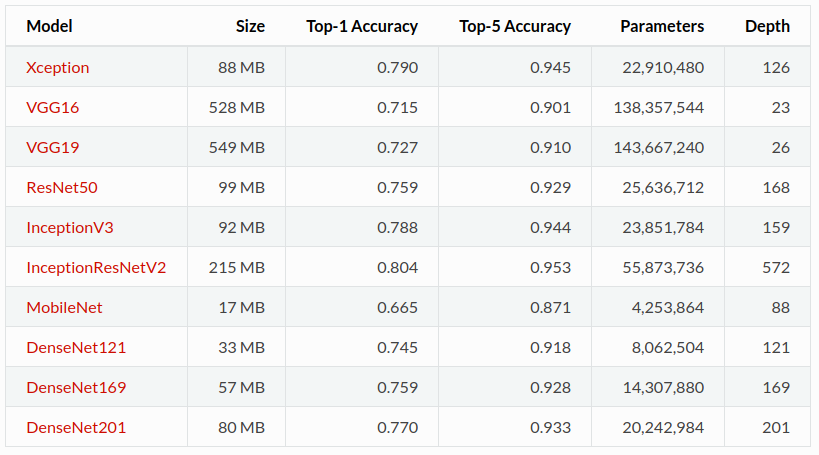 Model Size Top-1 Accuracy Top-5 Accuracy Parameters Depth
Xception 88 MB 0.790 0.945 22,910,480 126
VGG16 528 MB 0.715 0.901 138,357,544 23
VGG19 549 MB 0.727 0.910 143,667,240 26
ResNet50 99 MB 0.759 0.929 25,636,712 168
InceptionV3 92 MB 0.788 0.944 23,851,784 159
InceptionResNetV2 215 MB 0.804 0.953 55,873,736 572
MobileNet 17 MB 0.665 0.871 4,253,864 88
DenseNet121 33 MB 0.745 0.918 8,062,504 121
DenseNet169 57 MB 0.759 0.928 14,307,880 169
DenseNet201 80 MB 0.770 0.933 20,242,984 201